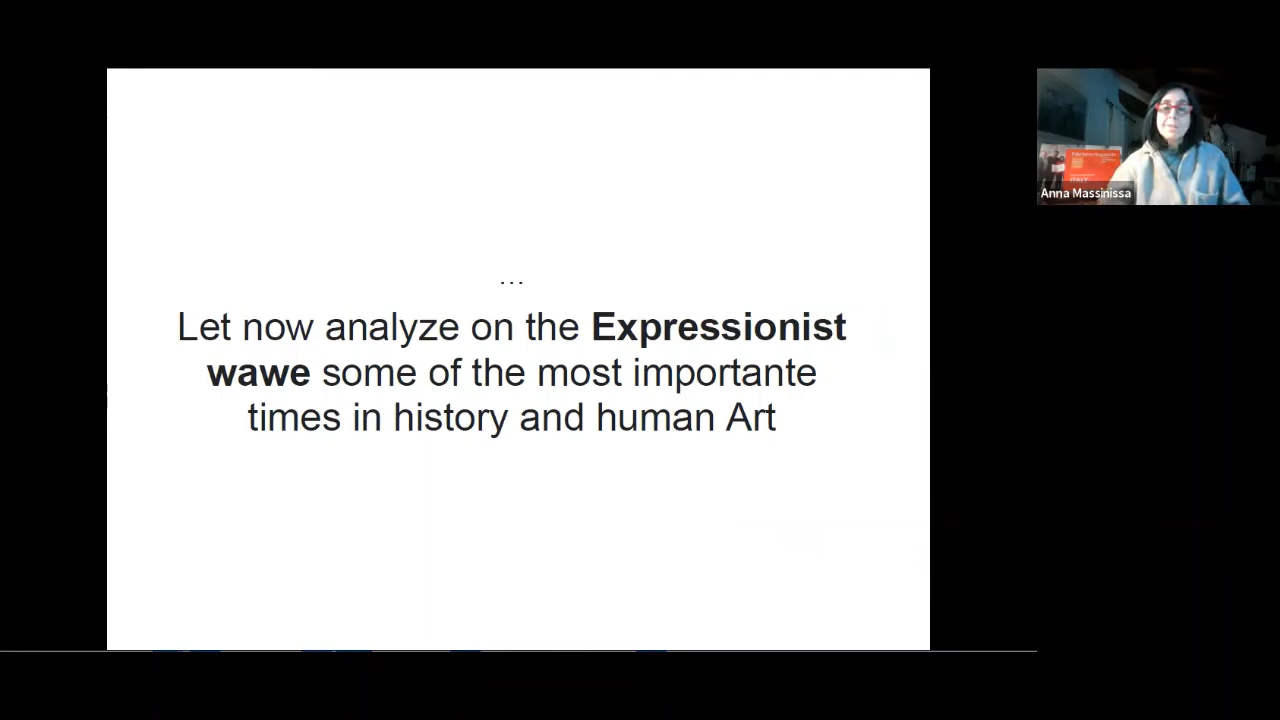 ...
Let now analyze on the Expressionist
wawe some of the most importante
times in history and human Art
ITALY
Anna Massinissa